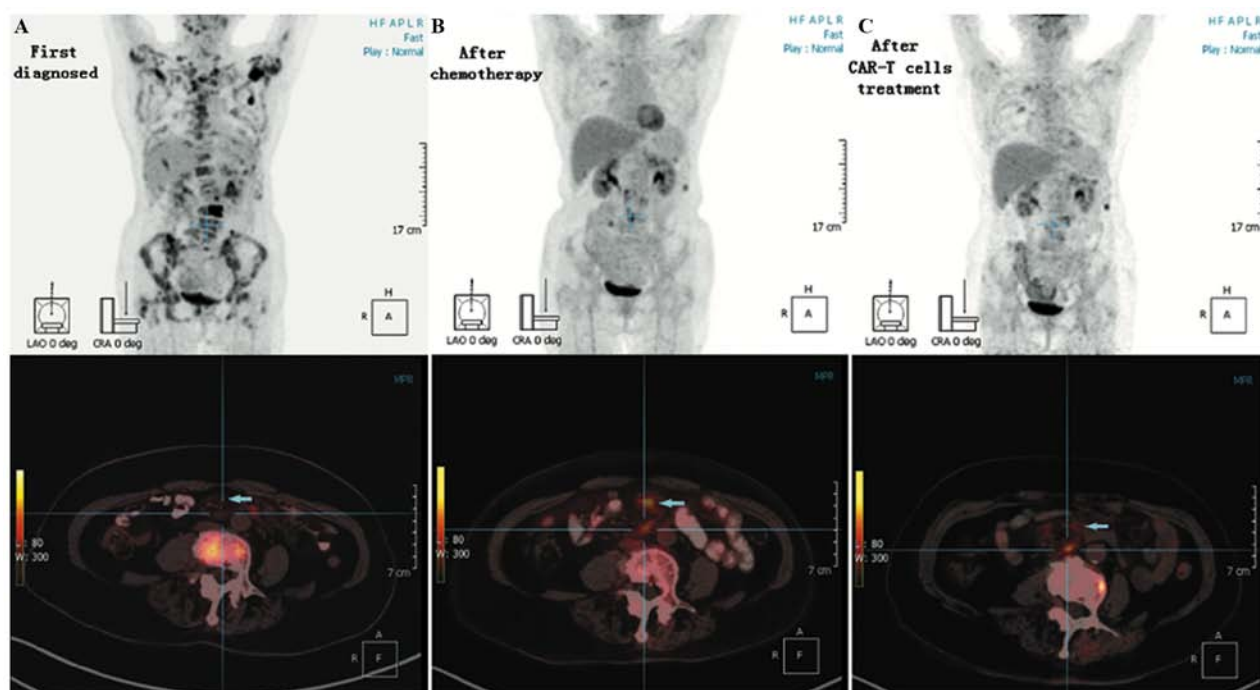 A
First
diagnosed
HFAPLR
Fast
Play : Normal
17 cm
LAO 0 deg
CRA 0 deg
H
R A
B
After
chemotherapy
HFAPLR
Fast
Play : Normal
17 cm
LAO 0 deg
CRA 0 deg
H
R A
C
After
CAR-T cells
treatment
HFAPLR
Fast
Play : Normal
17 cm
LAO 0 deg
CRA 0 deg
H
R A
MPR
: 80
W: 300
7 cm
A
R F
MPR
: 80
W: 300
7 cm
A
R F
MPR
: 80
W: 300
7 cm
A
R F